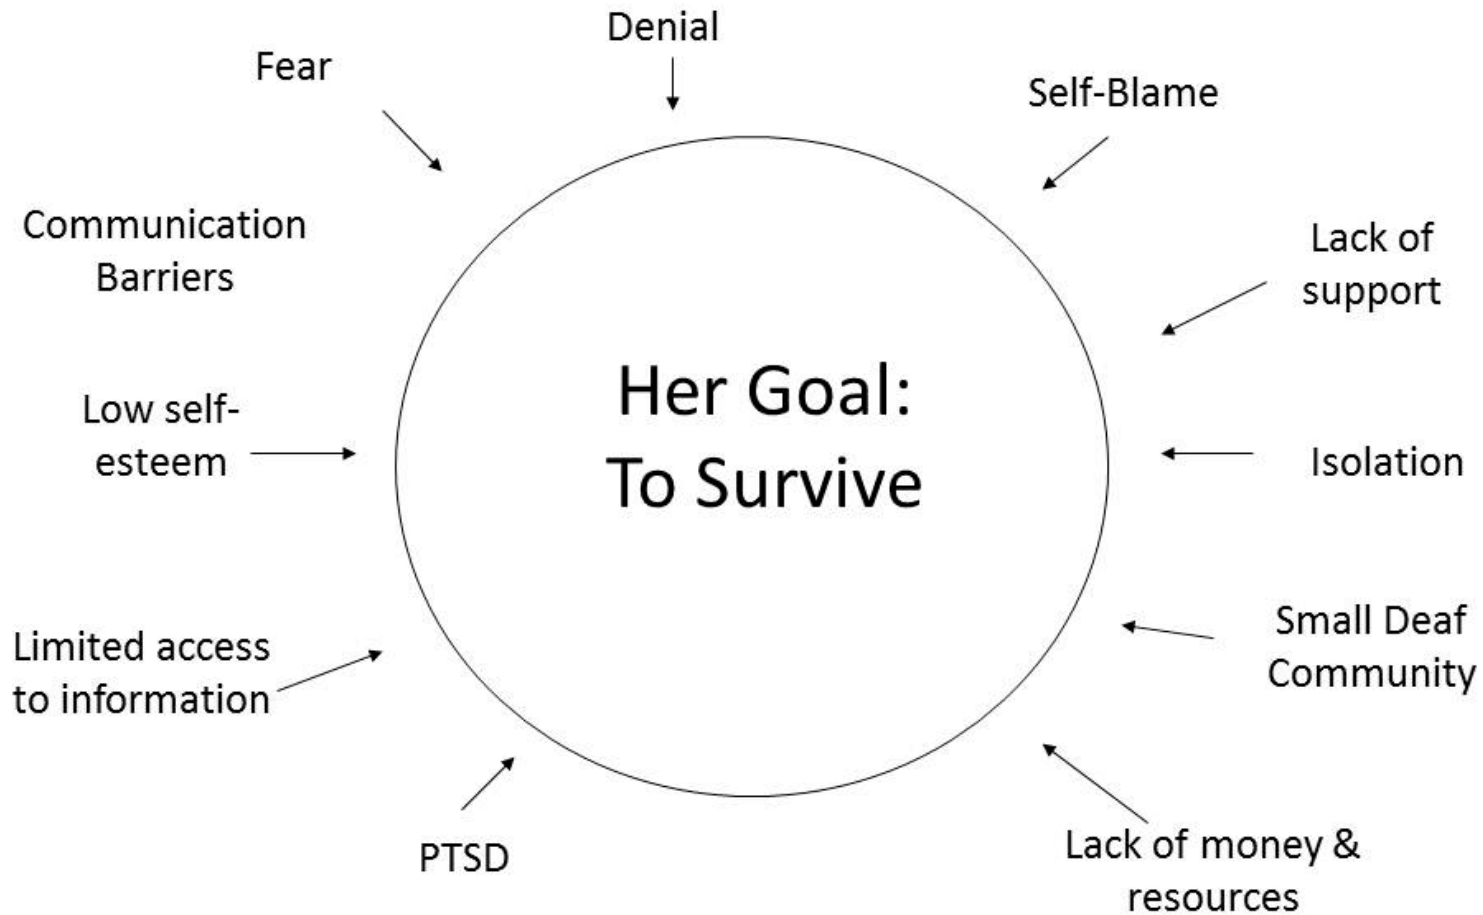 Denial
Fear
Self-Blame
Communication
Barriers
Lack of
support
Her Goal:
To Survive
Low self-
esteem
Isolation
Limited access
to information
Small Deaf
Community
PTSD
Lack of money &
resources